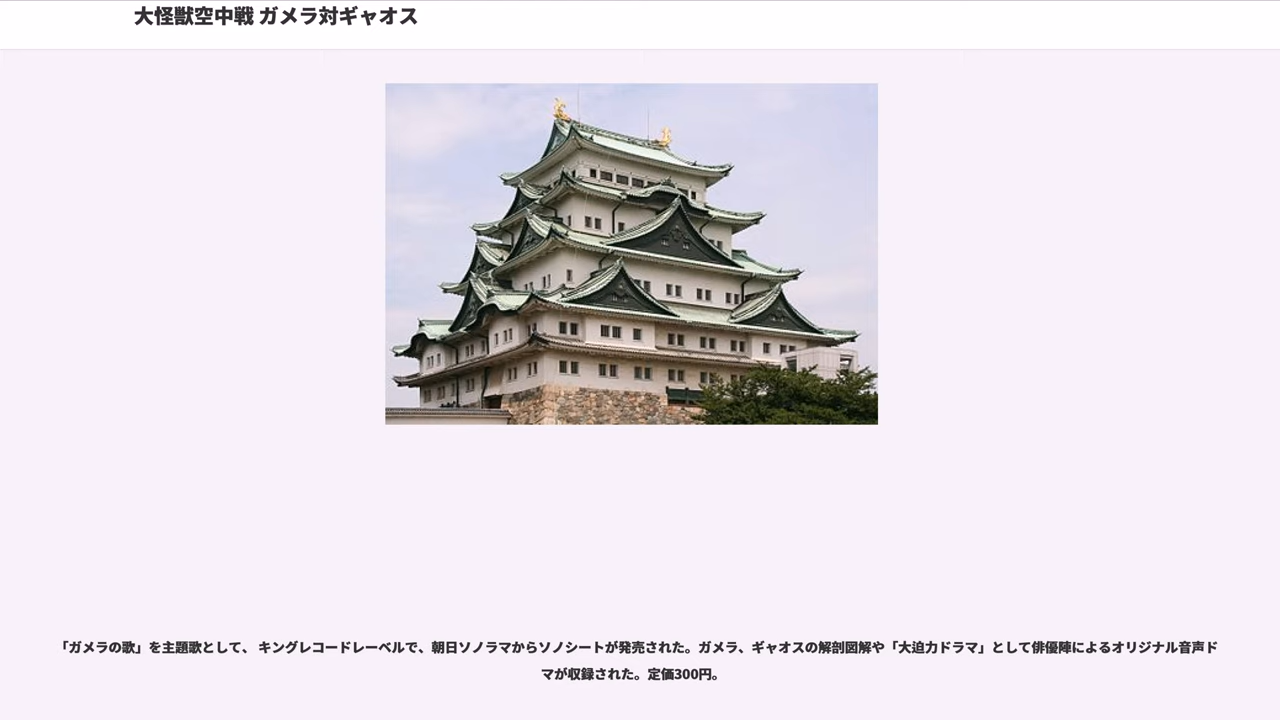 大怪獣空中戦 ガメラ対ギャオス
「ガメラの歌」を主題歌として、 キングレコードレーベルで、朝日ソノラマからソノシートが発売された。ガメラ、ギャオスの解剖図解や「大迫力ドラマ」として俳優陣によるオリジナル音声ド
マが収録された。定価300円。